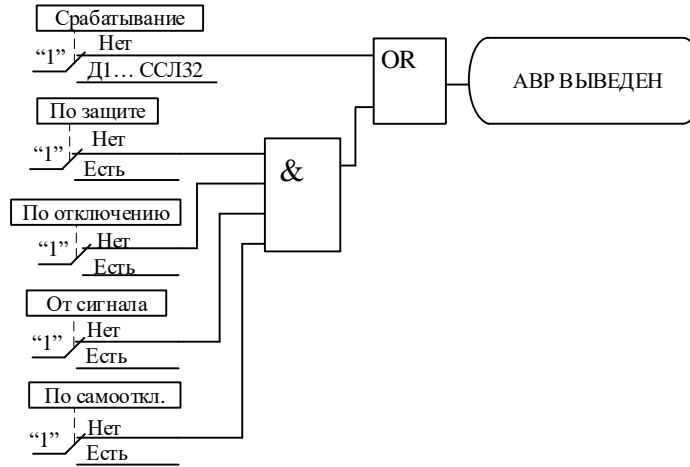 Срабатывание
“1”
Нет
Д1… ССЛ32
OR
АВР ВЫВЕДЕН
По защите
“1”
Нет
Есть
&
По отключению
“1”
Нет
Есть
От сигнала
“1”
Нет
Есть
По самооткл.
“1”
Нет
Есть